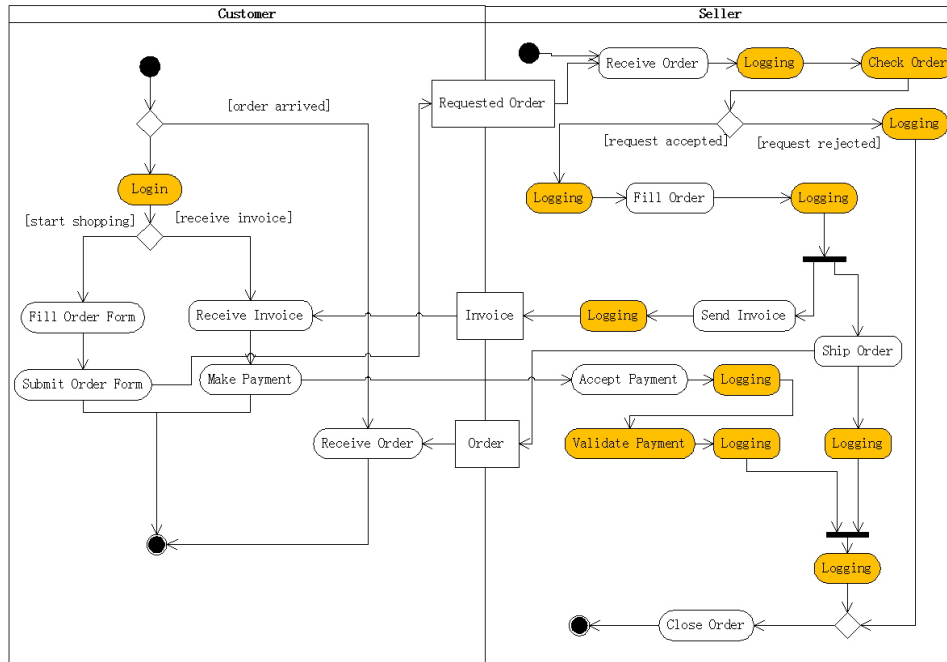 Customer
Seller
Receive Order
Logging
Check Order
[order arrived]
Requested Order
Logging
[request accepted]
[request rejected]
Login
Logging
Fill Order
Logging
[start shopping]
[receive invoice]
Fill Order Form
Receive Invoice
Invoice
Logging
Send Invoice
Ship Order
Submit Order Form
Make Payment
Accept Payment
Logging
Receive Order
Order
Validate Payment
Logging
Logging
Logging
Close Order